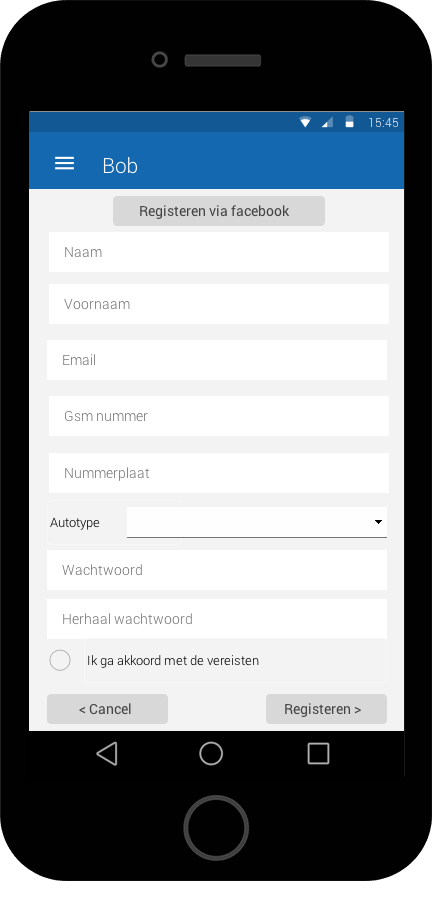 15:45
Bob
Registeren via facebook
Naam
Voornaam
Email
Gsm nummer
Nummerplaat
Autotype
Wachtwoord
Herhaal wachtwoord
Ik ga akkoord met de vereisten
< Cancel
Registeren >